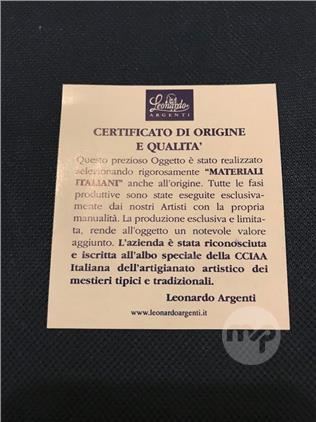 Leonardo
ARGENTI
CERTIFICATO DI ORIGINE
E QUALITA'
Questo prezioso Oggetto è stato realizzato
selezionando rigorosamente "MATERIALI
ITALIANI" anche all'origine. Tutte le fasi
produttive sono state eseguite esclusiva-
mente dai nostri Artisti con la propria
manualità. La produzione esclusiva e limita-
ta, rende all'oggetto un notevole valore
aggiunto. L'azienda è stata riconosciuta
e iscritta all'albo speciale della CCIAA
Italiana dell'artigianato artistico dei
mestieri tipici e tradizionali.
Leonardo Argenti
www.leonardoargenti.it
mp